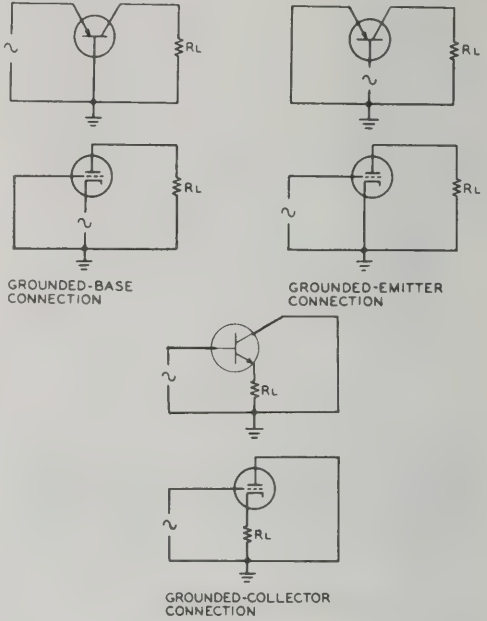 RL
RL
RL
RL
GROUNDED-BASE
CONNECTION
GROUNDED-EMITTER
CONNECTION
RL
RL
GROUNDED-COLLECTOR
CONNECTION